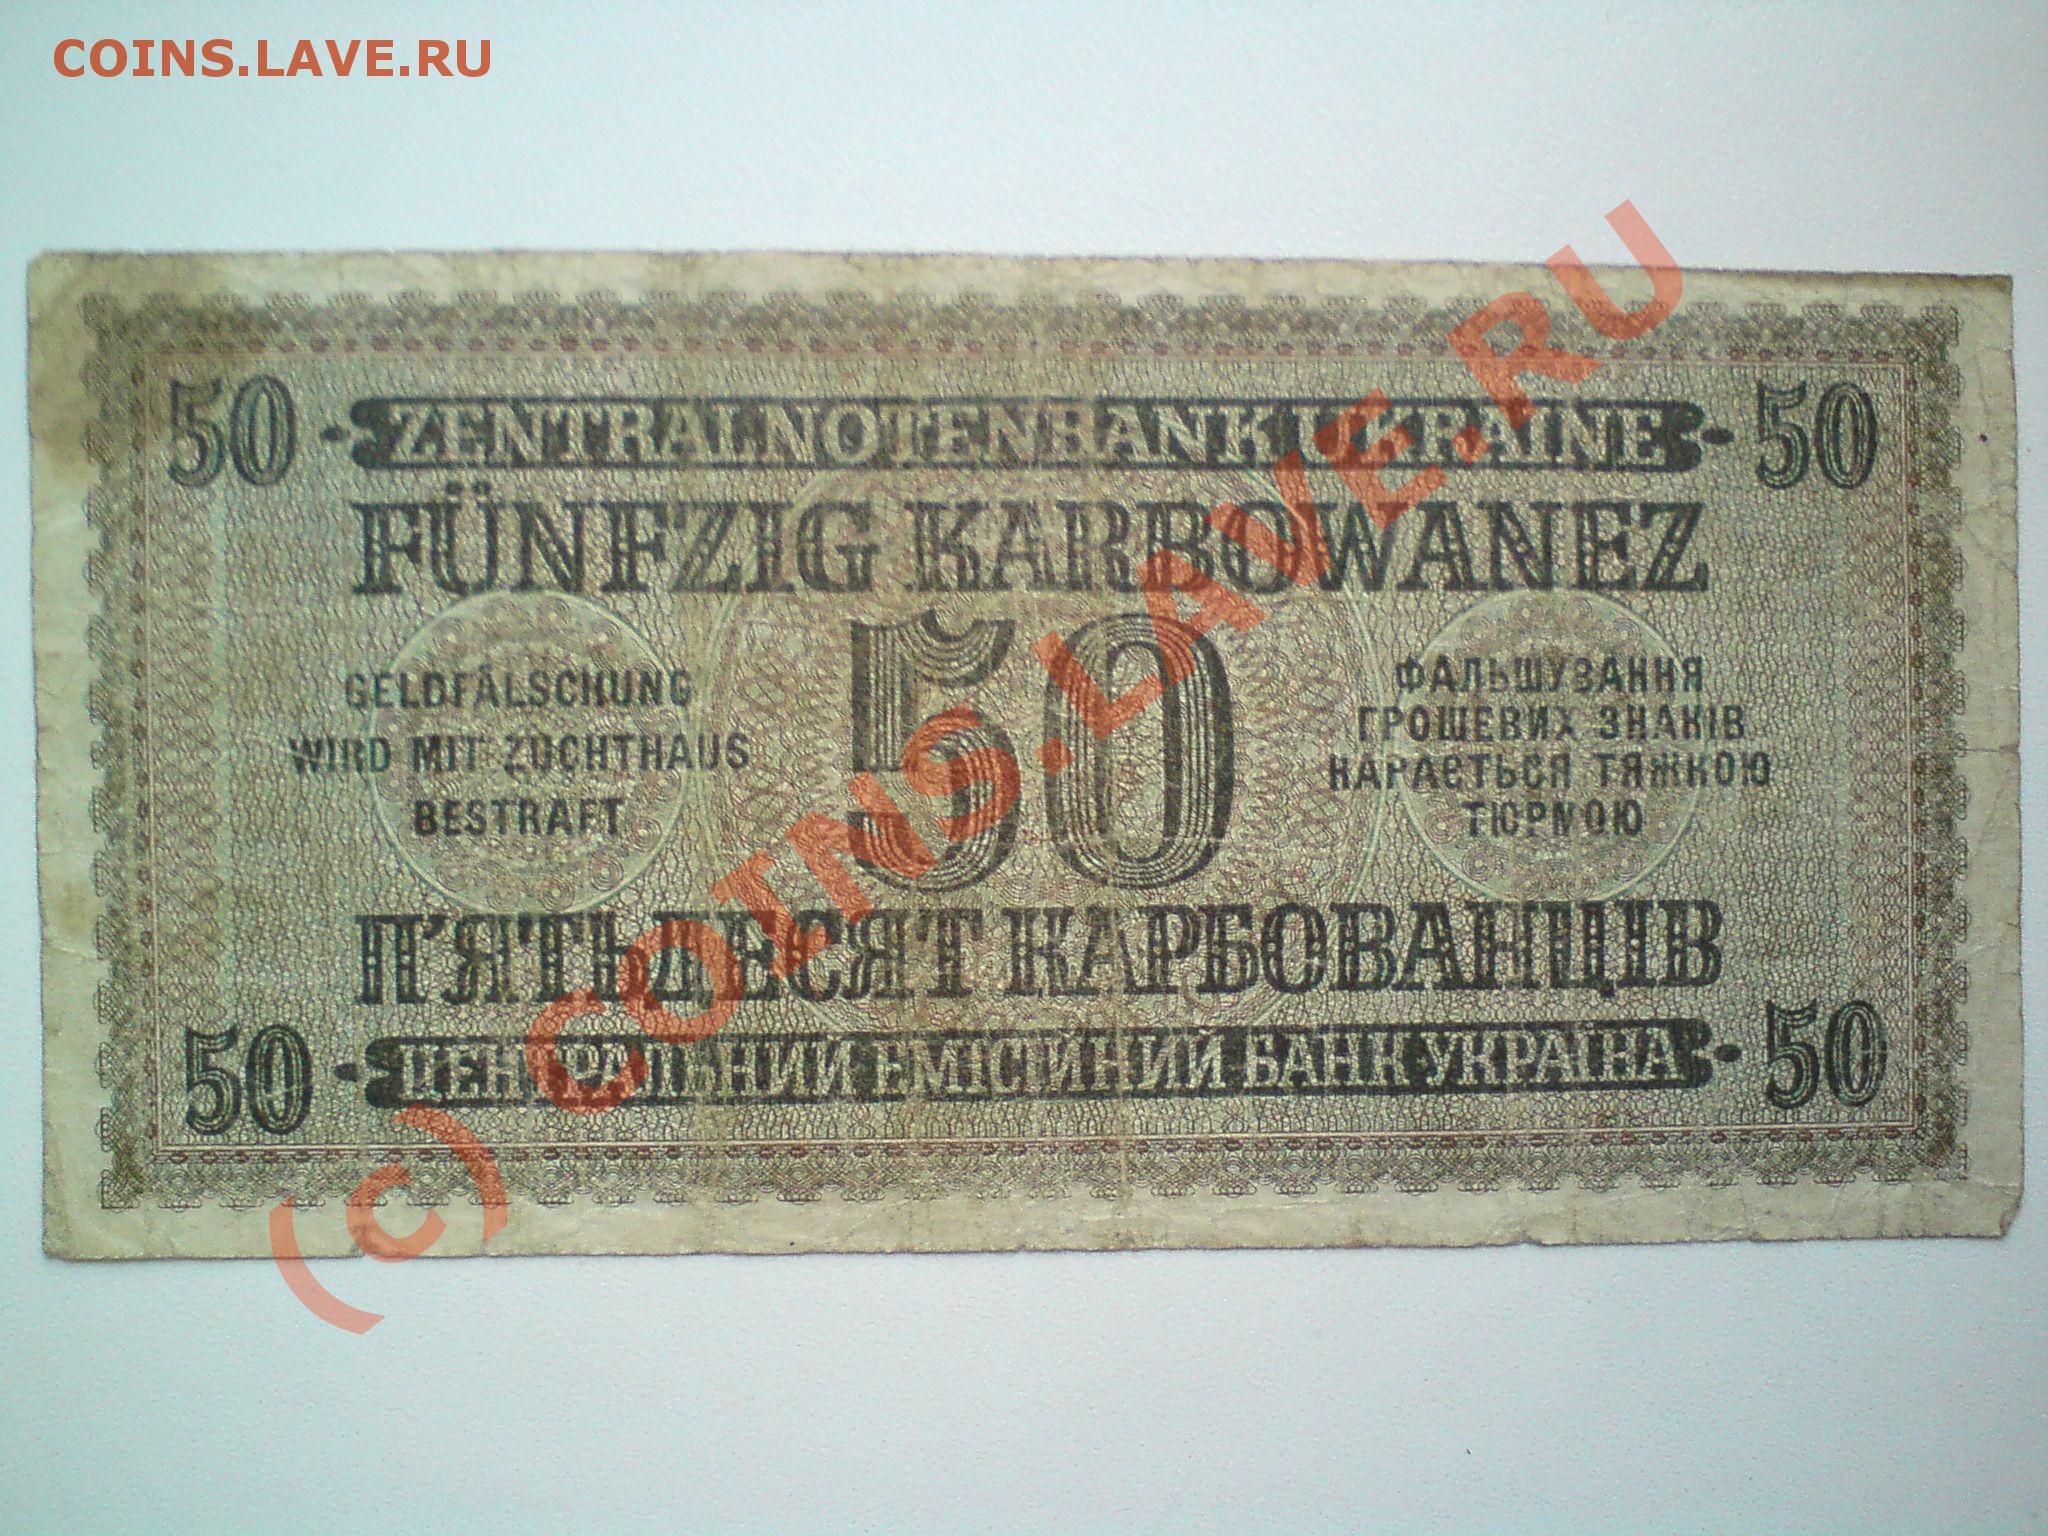 COINS.LAVE.RU
50 ZENTRALNOTENBANK UKRAINE 50
FÜNFZIG KARBOWANEZ
GELDFÄLSCHUNG
WIRD MIT ZUCHTHAUS
BESTRAFT
50
ФАЛЬШУВАННЯ
ГРОШЕВИХ ЗНАКІВ
КАРАЄТЬСЯ ТЯЖКОЮ
ТЮРМОЮ
П'ЯТЬДЕСЯТ КАРБОВАНЦІВ
50 ЦЕНТРАЛЬНИЙ ЕМІСІЙНИЙ БАНК УКРАЇНА 50
(c) COINS.LAVE.RU